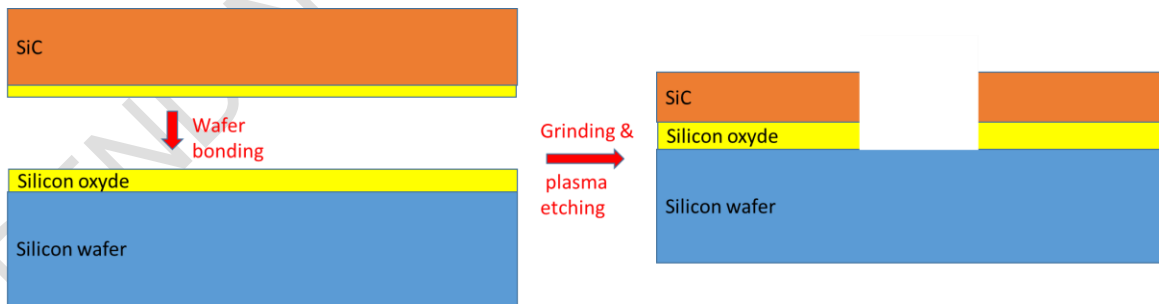 SiC
Wafer
bonding
Silicon oxyde
Silicon wafer
Grinding &
plasma
etching
SiC
Silicon oxyde
Silicon wafer